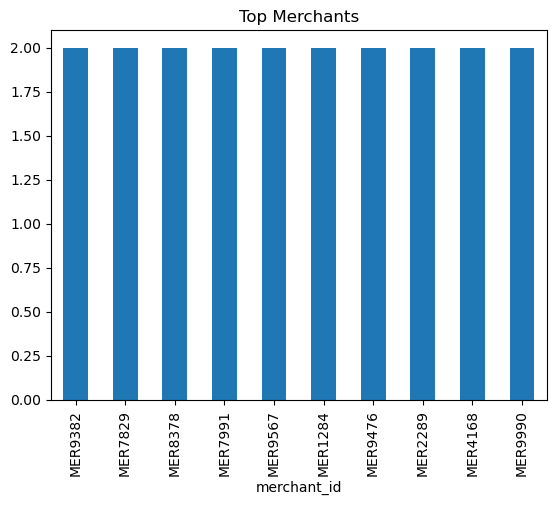 Top Merchants
2.00
1.75
1.50
1.25
1.00
0.75
0.50
0.25
0.00
MER9382
MER7829
MER8378
MER7991
MER9567
MER1284
MER9476
MER2289
MER4168
MER9990
merchant_id